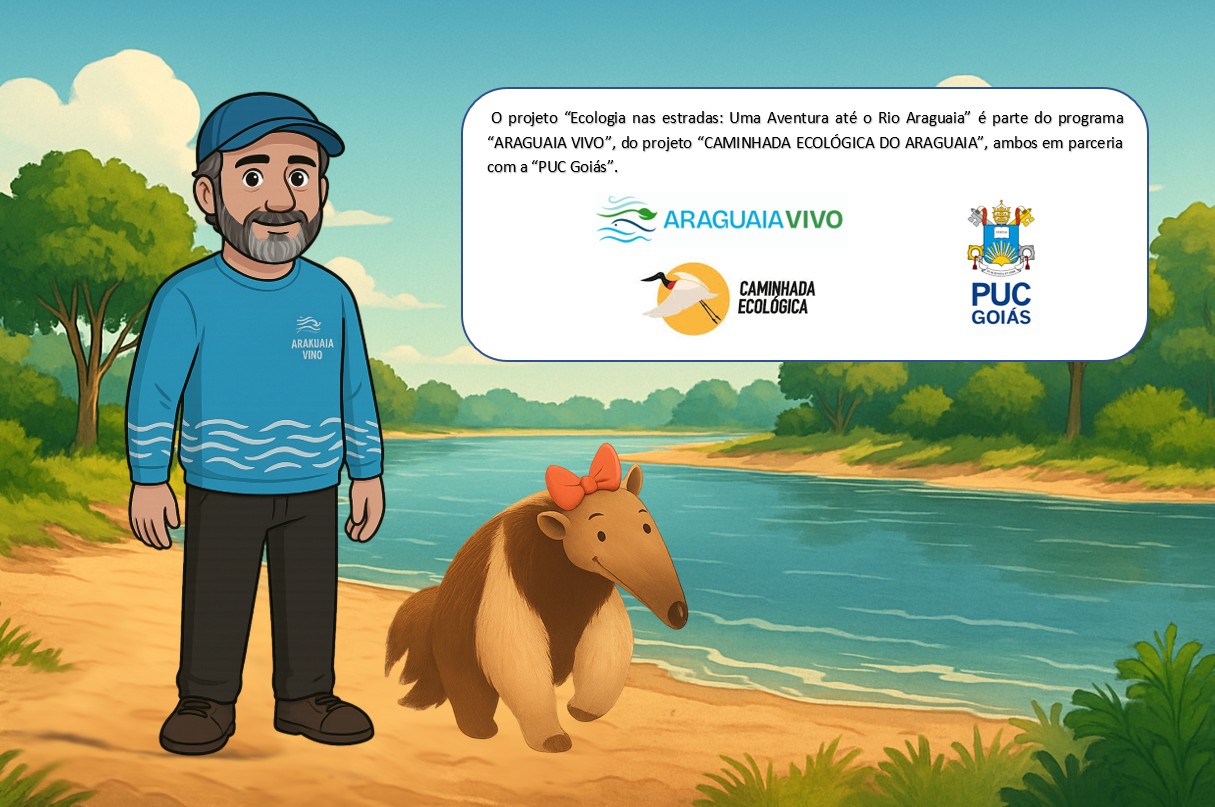 O projeto “Ecologia nas estradas: Uma Aventura até o Rio Araguaia” é parte do programa
“ARAGUAIA VIVO”, do projeto “CAMINHADA ECOLÓGICA DO ARAGUAIA”, ambos em parceria
com a “PUC Goiás”.
ARAGUAIAVIVO
CAMINHADA
ECOLÓGICA
PUC
GOIÁS
ARAKUAIA
VINO